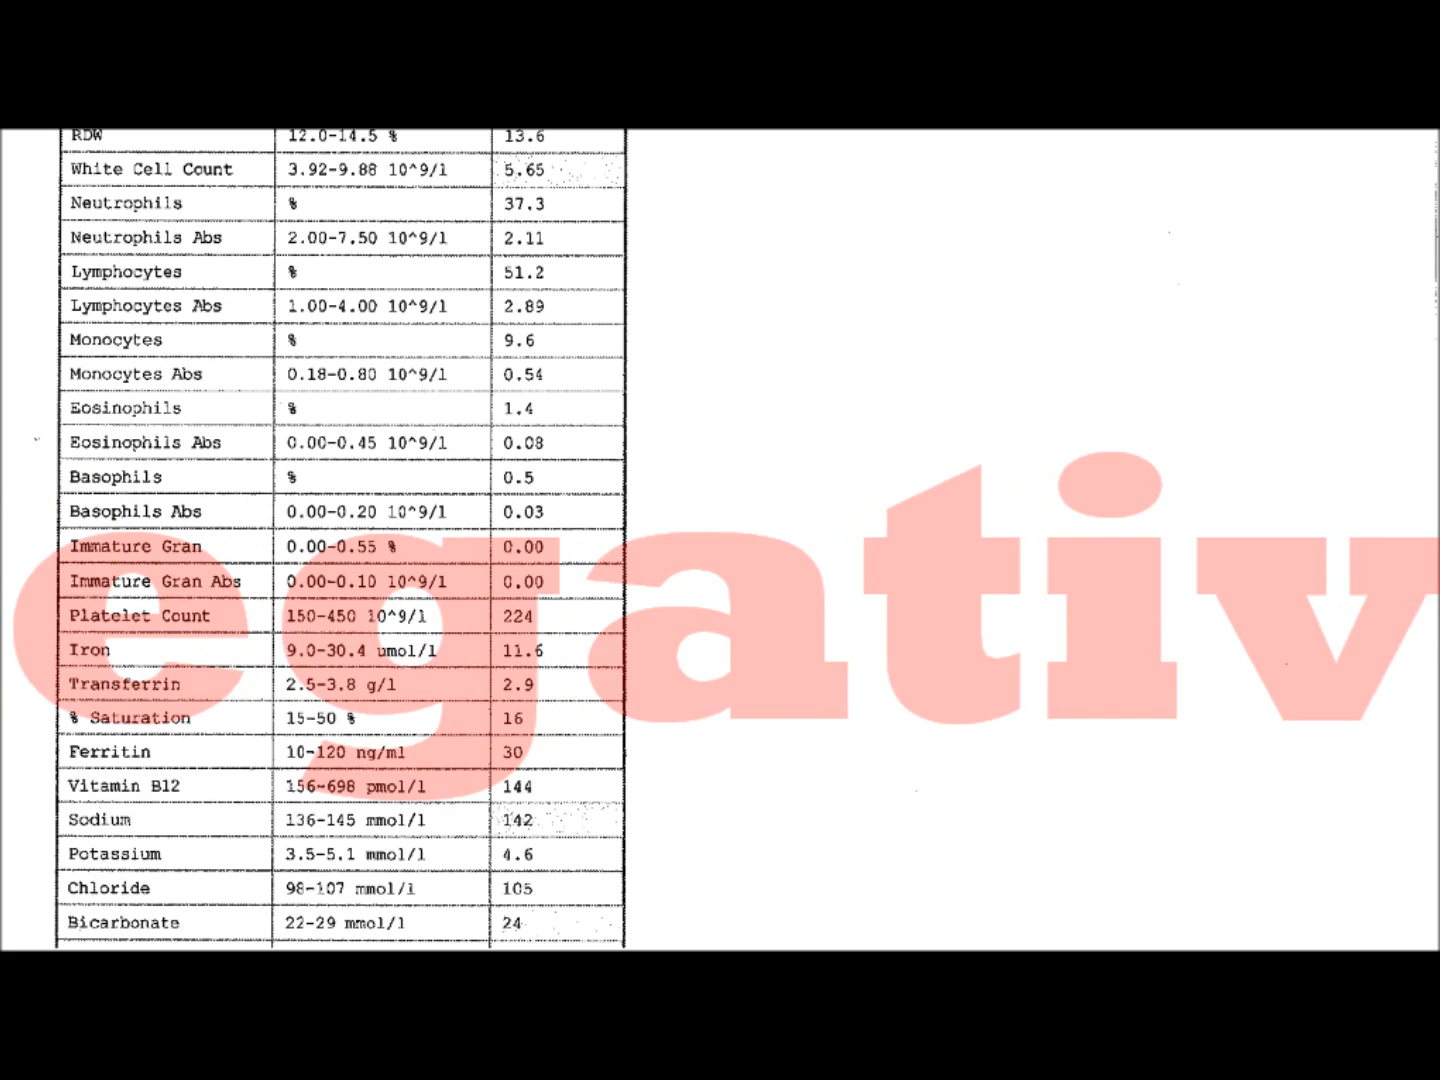 RDW 12.0-14.5 % 13.6
White Cell Count 3.92-9.88 10^9/l 5.65
Neutrophils % 37.3
Neutrophils Abs 2.00-7.50 10^9/l 2.11
Lymphocytes % 51.2
Lymphocytes Abs 1.00-4.00 10^9/l 2.89
Monocytes % 9.6
Monocytes Abs 0.18-0.80 10^9/l 0.54
Eosinophils % 1.4
Eosinophils Abs 0.00-0.45 10^9/l 0.08
Basophils % 0.5
Basophils Abs 0.00-0.20 10^9/l 0.03
Immature Gran 0.00-0.55 % 0.00
Immature Gran Abs 0.00-0.10 10^9/l 0.00
Platelet Count 150-450 10^9/l 224
Iron 9.0-30.4 umol/l 11.6
Transferrin 2.5-3.8 g/l 2.9
% Saturation 15-50 % 16
Ferritin 10-120 ng/ml 30
Vitamin B12 156-698 pmol/l 144
Sodium 136-145 mmol/l 142
Potassium 3.5-5.1 mmol/l 4.6
Chloride 98-107 mmol/l 105
Bicarbonate 22-29 mmol/l 24
egativ